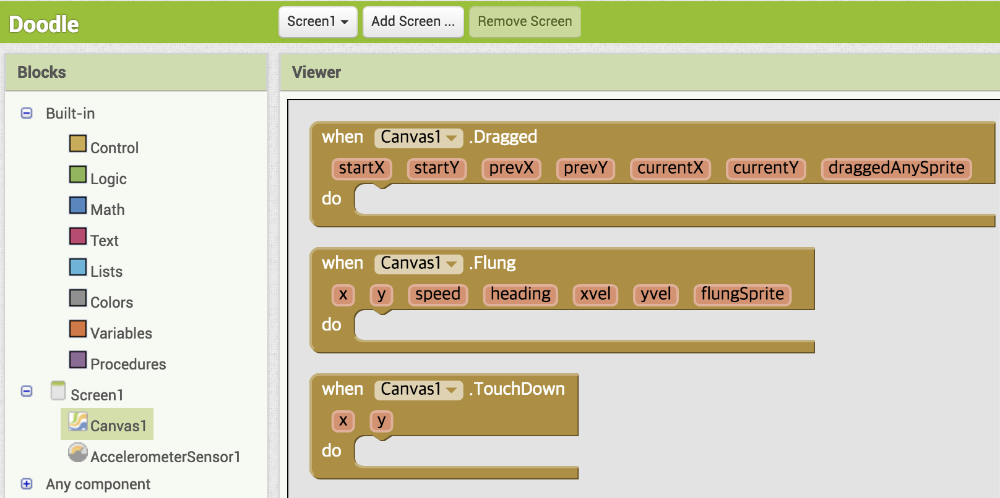 Doodle
Screen1
Add Screen ...
Remove Screen
Blocks
Viewer
Built-in
Control
Logic
Math
Text
Lists
Colors
Variables
Procedures
Screen1
Canvas1
AccelerometerSensor1
Any component
when Canvas1 .Dragged
startX startY prevX prevY currentX currentY draggedAnySprite
do
when Canvas1 .Flung
x y speed heading xvel yvel flungSprite
do
when Canvas1 .TouchDown
x y
do